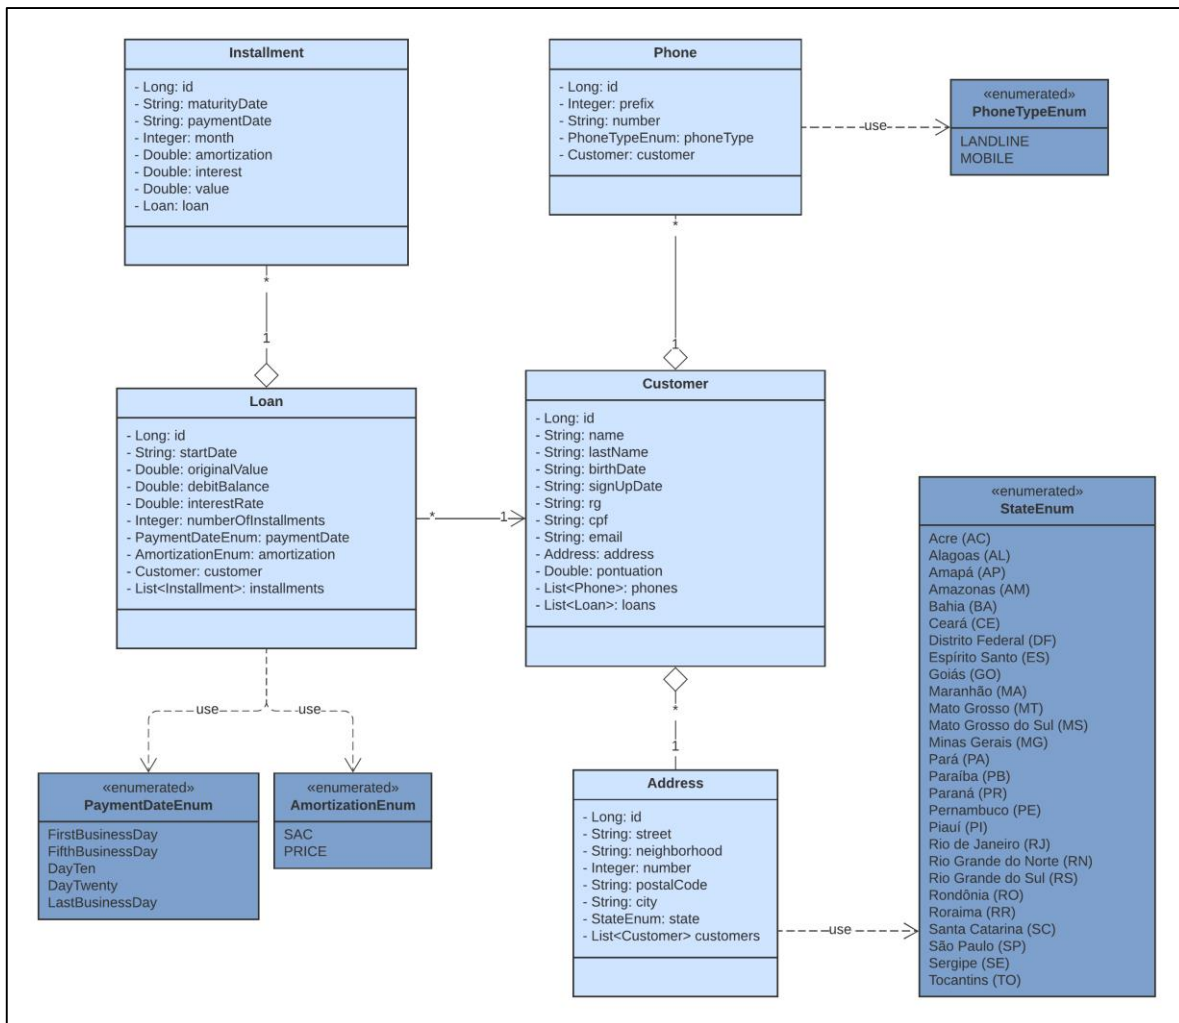 Installment
- Long: id
- String: maturityDate
- String: paymentDate
- Integer: month
- Double: amortization
- Double: interest
- Double: value
- Loan: loan
Phone
- Long: id
- Integer: prefix
- String: number
- PhoneTypeEnum: phoneType
- Customer: customer
use
«enumerated»
PhoneTypeEnum
LANDLINE
MOBILE
*
1
*
1
Loan
- Long: id
- String: startDate
- Double: originalValue
- Double: debitBalance
- Double: interestRate
- Integer: numberOfInstallments
- PaymentDateEnum: paymentDate
- AmortizationEnum: amortization
- Customer: customer
- List<Installment>: installments
*
1
Customer
- Long: id
- String: name
- String: lastName
- String: birthDate
- String: signUpDate
- String: rg
- String: cpf
- String: email
- Address: address
- Double: pontuation
- List<Phone>: phones
- List<Loan>: loans
«enumerated»
StateEnum
Acre (AC)
Alagoas (AL)
Amapá (AP)
Amazonas (AM)
Bahia (BA)
Ceará (CE)
Distrito Federal (DF)
Espírito Santo (ES)
Goiás (GO)
Maranhão (MA)
Mato Grosso (MT)
Mato Grosso do Sul (MS)
Minas Gerais (MG)
Pará (PA)
Paraíba (PB)
Paraná (PR)
Pernambuco (PE)
Piauí (PI)
Rio de Janeiro (RJ)
Rio Grande do Norte (RN)
Rio Grande do Sul (RS)
Rondônia (RO)
Roraima (RR)
Santa Catarina (SC)
São Paulo (SP)
Sergipe (SE)
Tocantins (TO)
use
use
*
1
«enumerated»
PaymentDateEnum
FirstBusinessDay
FifthBusinessDay
DayTen
DayTwenty
LastBusinessDay
«enumerated»
AmortizationEnum
SAC
PRICE
Address
- Long: id
- String: street
- String: neighborhood
- Integer: number
- String: postalCode
- String: city
- StateEnum: state
- List<Customer> customers
use